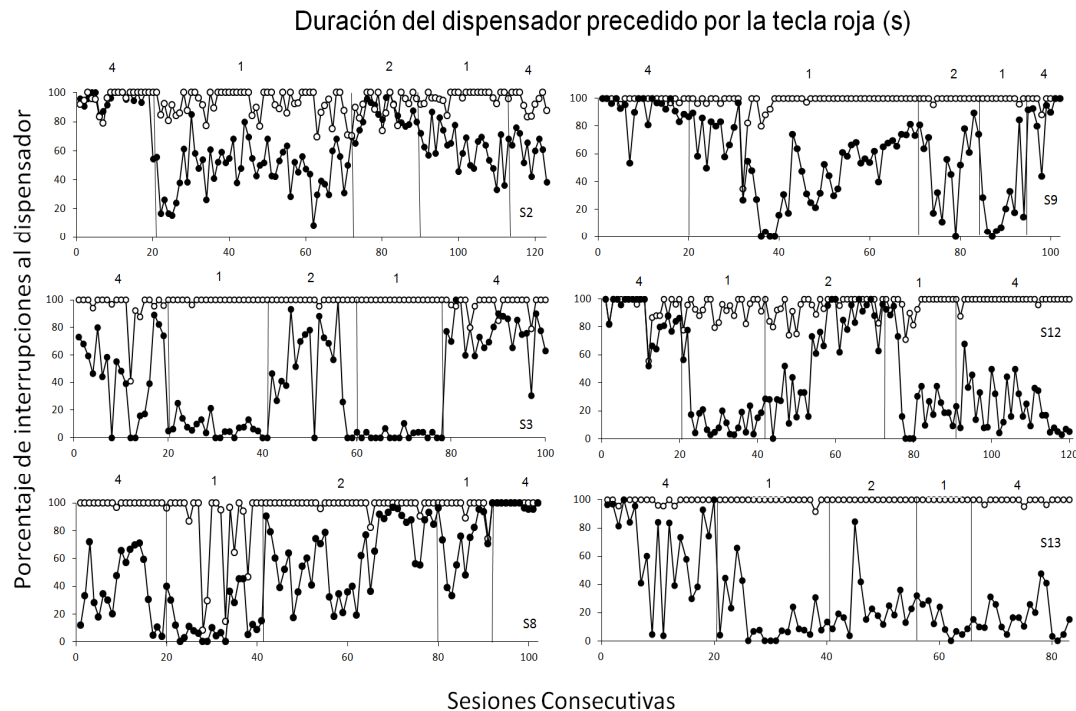 Duración del dispensador precedido por la tecla roja (s)
Porcentaje de interrupciones al dispensador
4 1 2 1 4
100
80
60
40
20
0
0 20 40 60 80 100 120
S2
4 1 2 1 4
100
80
60
40
20
0
0 20 40 60 80 100
S9
4 1 2 1 4
100
80
60
40
20
0
0 20 40 60 80 100
S3
4 1 2 1 4
100
80
60
40
20
0
0 20 40 60 80 100 120
S12
4 1 2 1 4
100
80
60
40
20
0
0 20 40 60 80 100
S8
4 1 2 1 4
100
80
60
40
20
0
0 20 40 60 80
S13
Sesiones Consecutivas